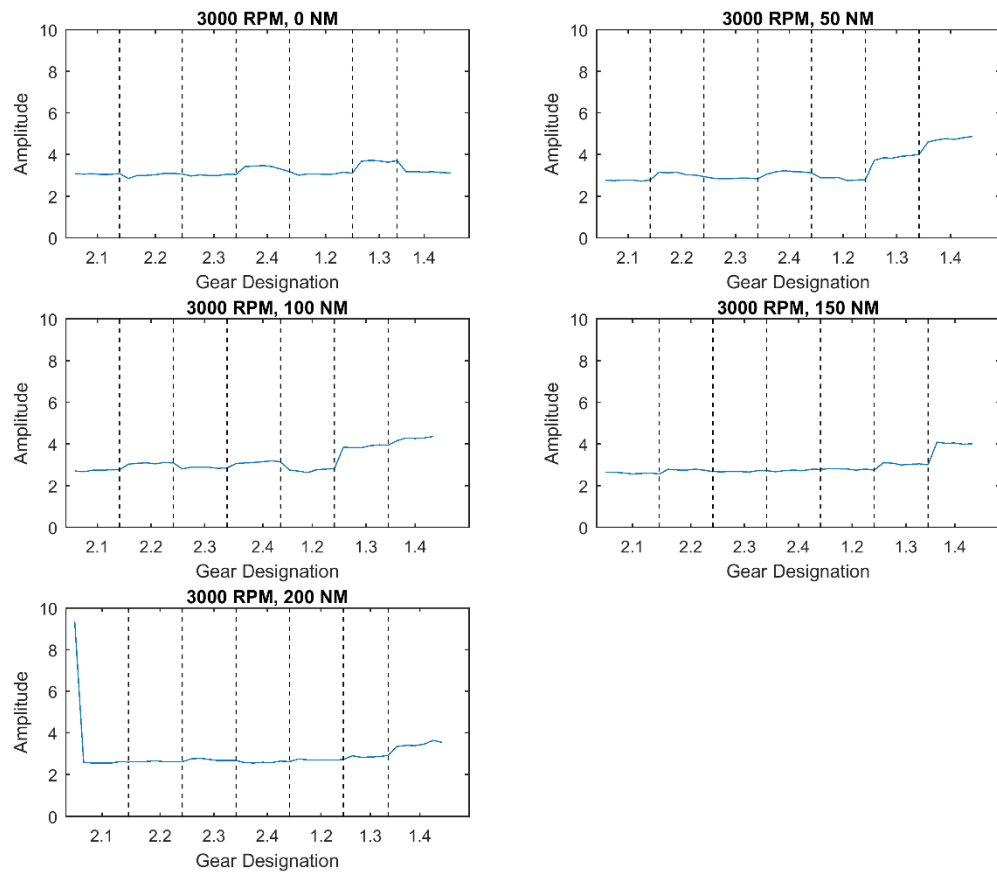 3000 RPM, 0 NM
10
8
6
4
2
0
Amplitude
2.1 2.2 2.3 2.4 1.2 1.3 1.4
Gear Designation
3000 RPM, 50 NM
10
8
6
4
2
0
Amplitude
2.1 2.2 2.3 2.4 1.2 1.3 1.4
Gear Designation
3000 RPM, 100 NM
10
8
6
4
2
0
Amplitude
2.1 2.2 2.3 2.4 1.2 1.3 1.4
Gear Designation
3000 RPM, 150 NM
10
8
6
4
2
0
Amplitude
2.1 2.2 2.3 2.4 1.2 1.3 1.4
Gear Designation
3000 RPM, 200 NM
10
8
6
4
2
0
Amplitude
2.1 2.2 2.3 2.4 1.2 1.3 1.4
Gear Designation